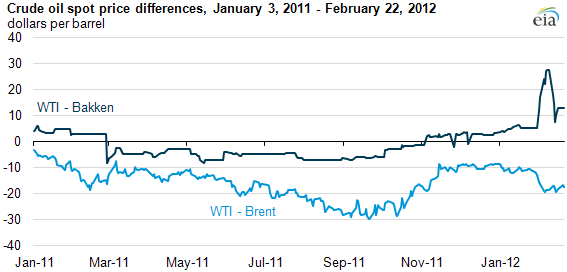 Crude oil spot price differences, January 3, 2011 - February 22, 2012
dollars per barrel
eia
40
30
20
10
0
-10
-20
-30
-40
WTI - Bakken
WTI - Brent
Jan-11
Mar-11
May-11
Jul-11
Sep-11
Nov-11
Jan-12